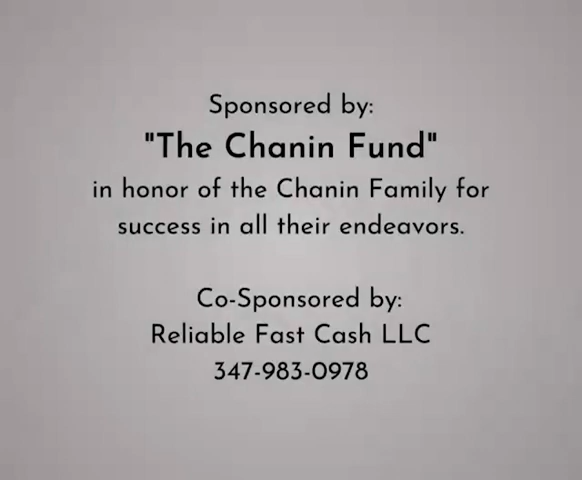 Sponsored by:
"The Chanin Fund"
in honor of the Chanin Family for
success in all their endeavors.
Co-Sponsored by:
Reliable Fast Cash LLC
347-983-0978